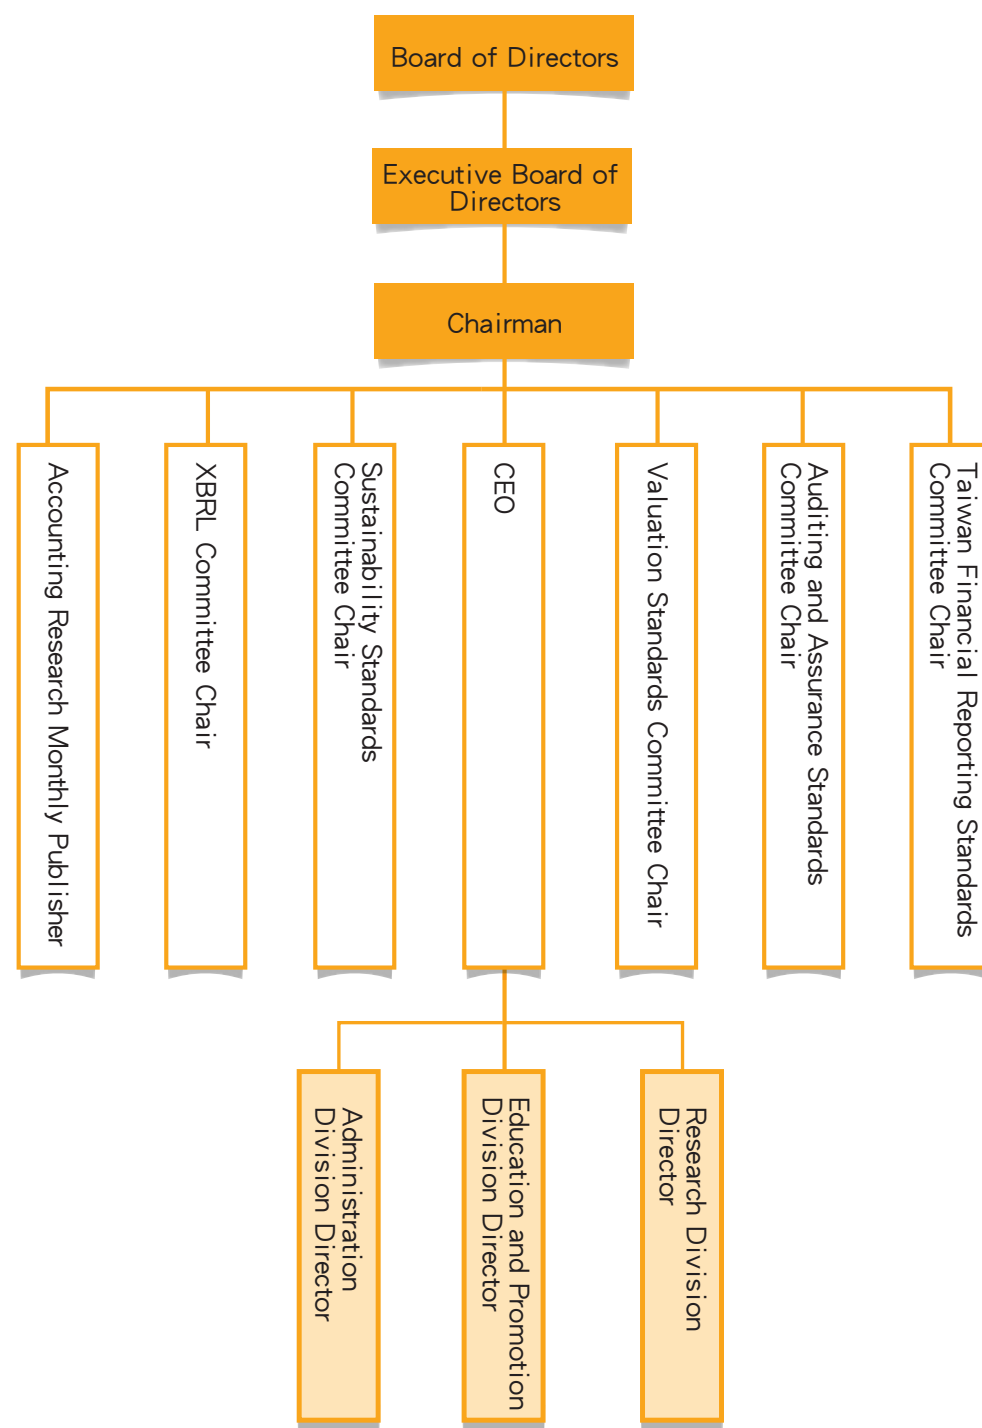 Board of Directors
Executive Board of
Directors
Chairman
Accounting Research Monthly Publisher
XBRL Committee Chair
Sustainability Standards
Committee Chair
CEO
Valuation Standards Committee Chair
Auditing and Assurance Standards
Committee Chair
Taiwan Financial Reporting Standards
Committee Chair
Administration
Division Director
Education and Promotion
Division Director
Research Division
Director